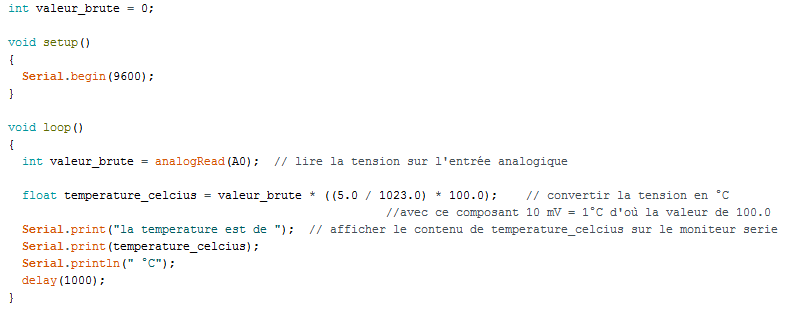 int valeur_brute = 0;
void setup()
{
Serial.begin(9600);
}
void loop()
{
int valeur_brute = analogRead(A0);  // lire la tension sur l'entrée analogique
float temperature_celcius = valeur_brute * ((5.0 / 1023.0) * 100.0);    // convertir la tension en °C
//avec ce composant 10 mV = 1°C d'où la valeur de 100.0
Serial.print("la temperature est de ");  // afficher le contenu de temperature_celcius sur le moniteur serie
Serial.print(temperature_celcius);
Serial.println(" °C");
delay(1000);
}